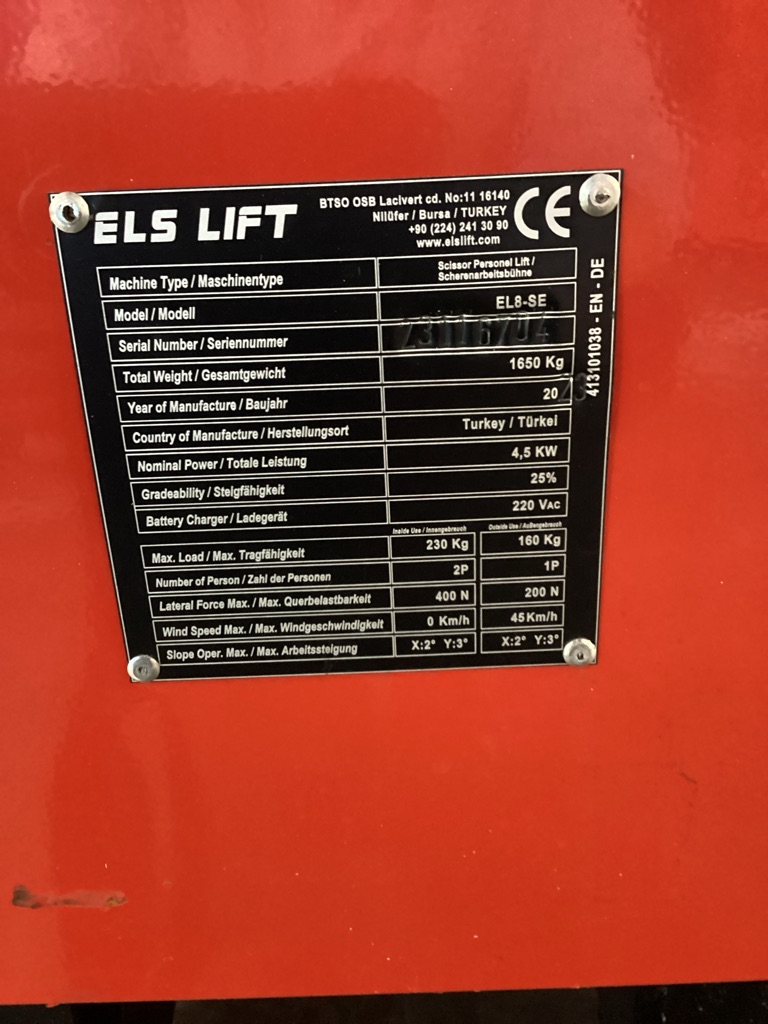 ELS LIFT
BTSO OSB Lacivert cd. No:11 16140
Nilüfer / Bursa / TURKEY
+90 (224) 241 30 90
www.elslift.com
CE
Machine Type / Maschinentype Scissor Personel Lift / Scherenarbeitsbühne
Model / Modell EL8-SE
Serial Number / Seriennummer 23116704
Total Weight / Gesamtgewicht 1650 Kg
Year of Manufacture / Baujahr 20 23
Country of Manufacture / Herstellungsort Turkey / Türkei
Nominal Power / Totale Leistung 4,5 KW
Gradeability / Steigfähigkeit 25%
Battery Charger / Ladegerät 220 VAC
Inside Use / Innengebrauch Outside Use / Außengebrauch
Max. Load / Max. Tragfähigkeit 230 Kg 160 Kg
Number of Person / Zahl der Personen 2P 1P
Lateral Force Max. / Max. Querbelastbarkeit 400 N 200 N
Wind Speed Max. / Max. Windgeschwindigkeit 0 Km/h 45 Km/h
Slope Oper. Max. / Max. Arbeitssteigung X:2° Y:3° X:2° Y:3°
413101038 - EN - DE